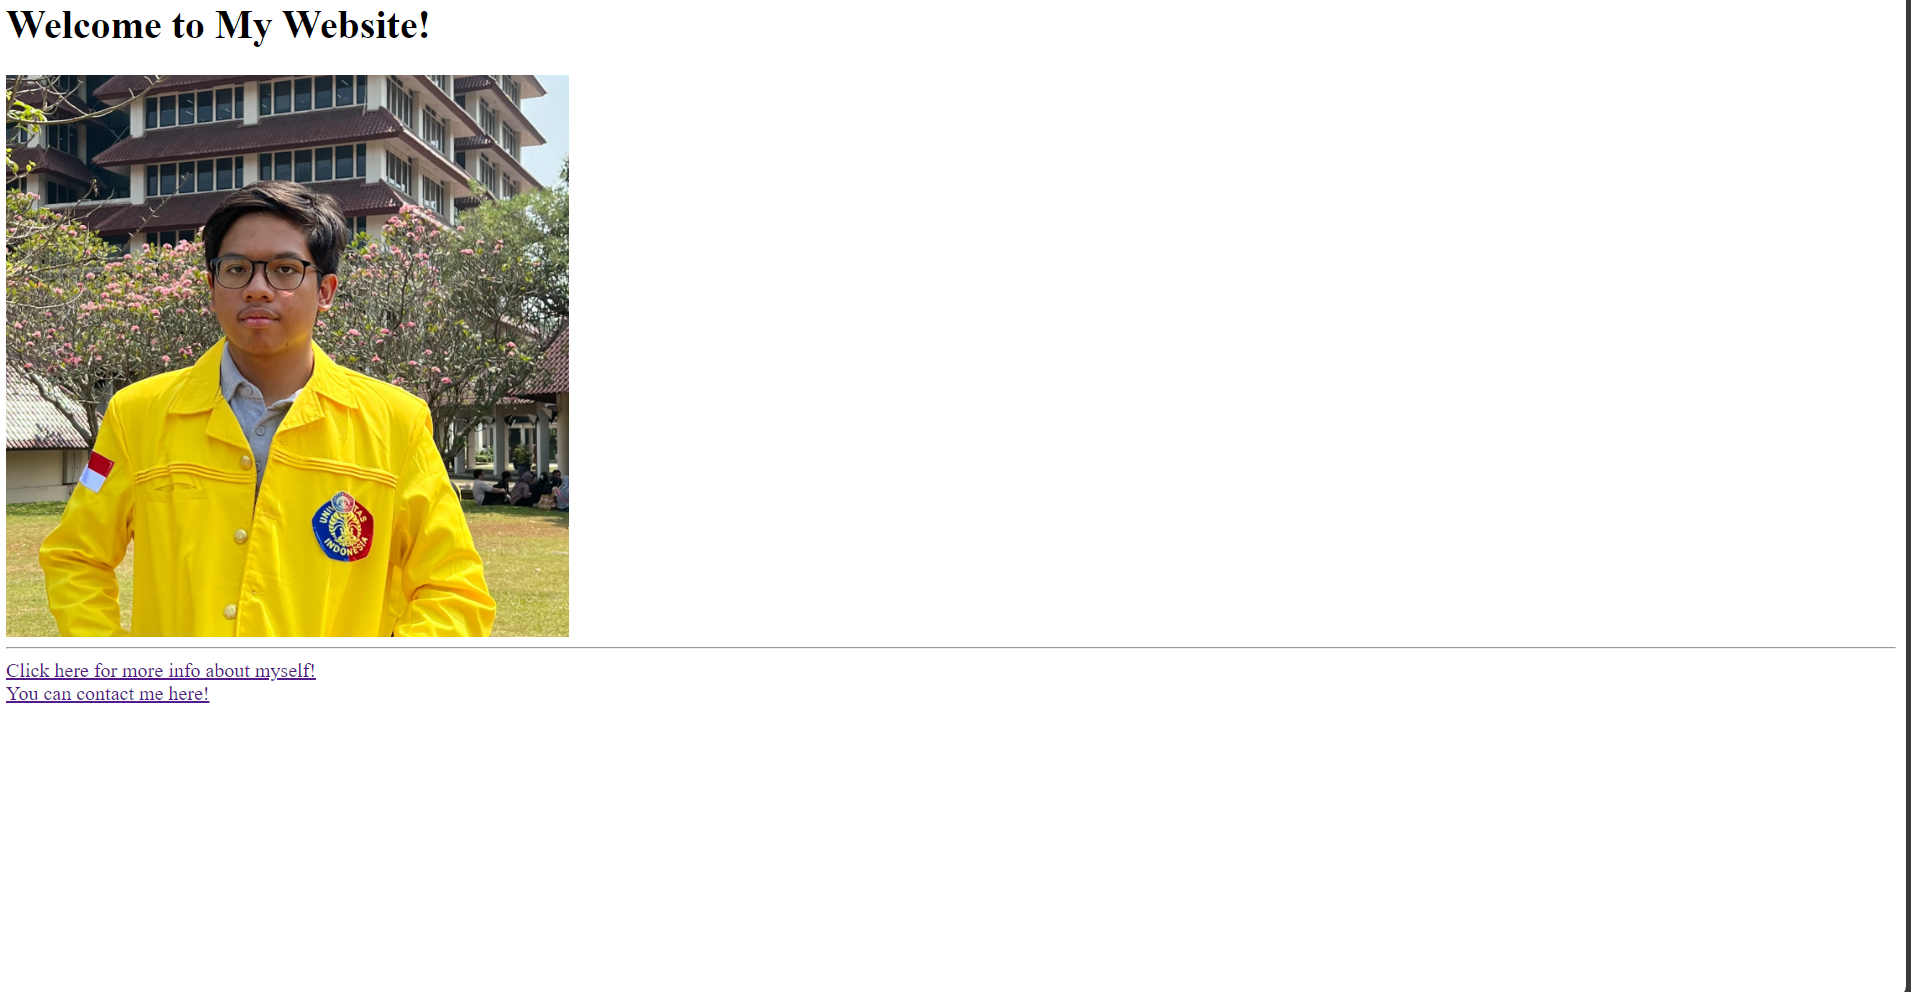 Welcome to My Website!
UNIVERSITAS
INDONESIA
Click here for more info about myself!
You can contact me here!